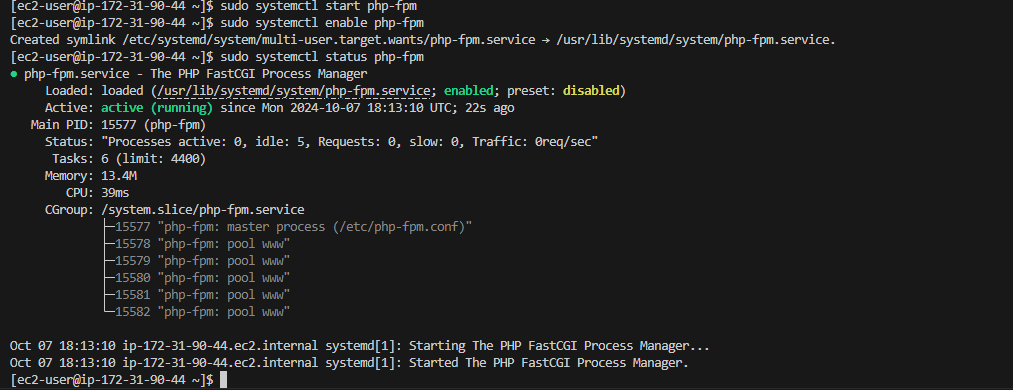 [ec2-user@ip-172-31-90-44 ~]$ sudo systemctl start php-fpm
[ec2-user@ip-172-31-90-44 ~]$ sudo systemctl enable php-fpm
Created symlink /etc/systemd/system/multi-user.target.wants/php-fpm.service → /usr/lib/systemd/system/php-fpm.service.
[ec2-user@ip-172-31-90-44 ~]$ sudo systemctl status php-fpm
● php-fpm.service - The PHP FastCGI Process Manager
     Loaded: loaded (/usr/lib/systemd/system/php-fpm.service; enabled; preset: disabled)
     Active: active (running) since Mon 2024-10-07 18:13:10 UTC; 22s ago
   Main PID: 15577 (php-fpm)
     Status: "Processes active: 0, idle: 5, Requests: 0, slow: 0, Traffic: 0req/sec"
      Tasks: 6 (limit: 4400)
     Memory: 13.4M
        CPU: 39ms
     CGroup: /system.slice/php-fpm.service
             ├─15577 "php-fpm: master process (/etc/php-fpm.conf)"
             ├─15578 "php-fpm: pool www"
             ├─15579 "php-fpm: pool www"
             ├─15580 "php-fpm: pool www"
             ├─15581 "php-fpm: pool www"
             └─15582 "php-fpm: pool www"

Oct 07 18:13:10 ip-172-31-90-44.ec2.internal systemd[1]: Starting The PHP FastCGI Process Manager...
Oct 07 18:13:10 ip-172-31-90-44.ec2.internal systemd[1]: Started The PHP FastCGI Process Manager.
[ec2-user@ip-172-31-90-44 ~]$